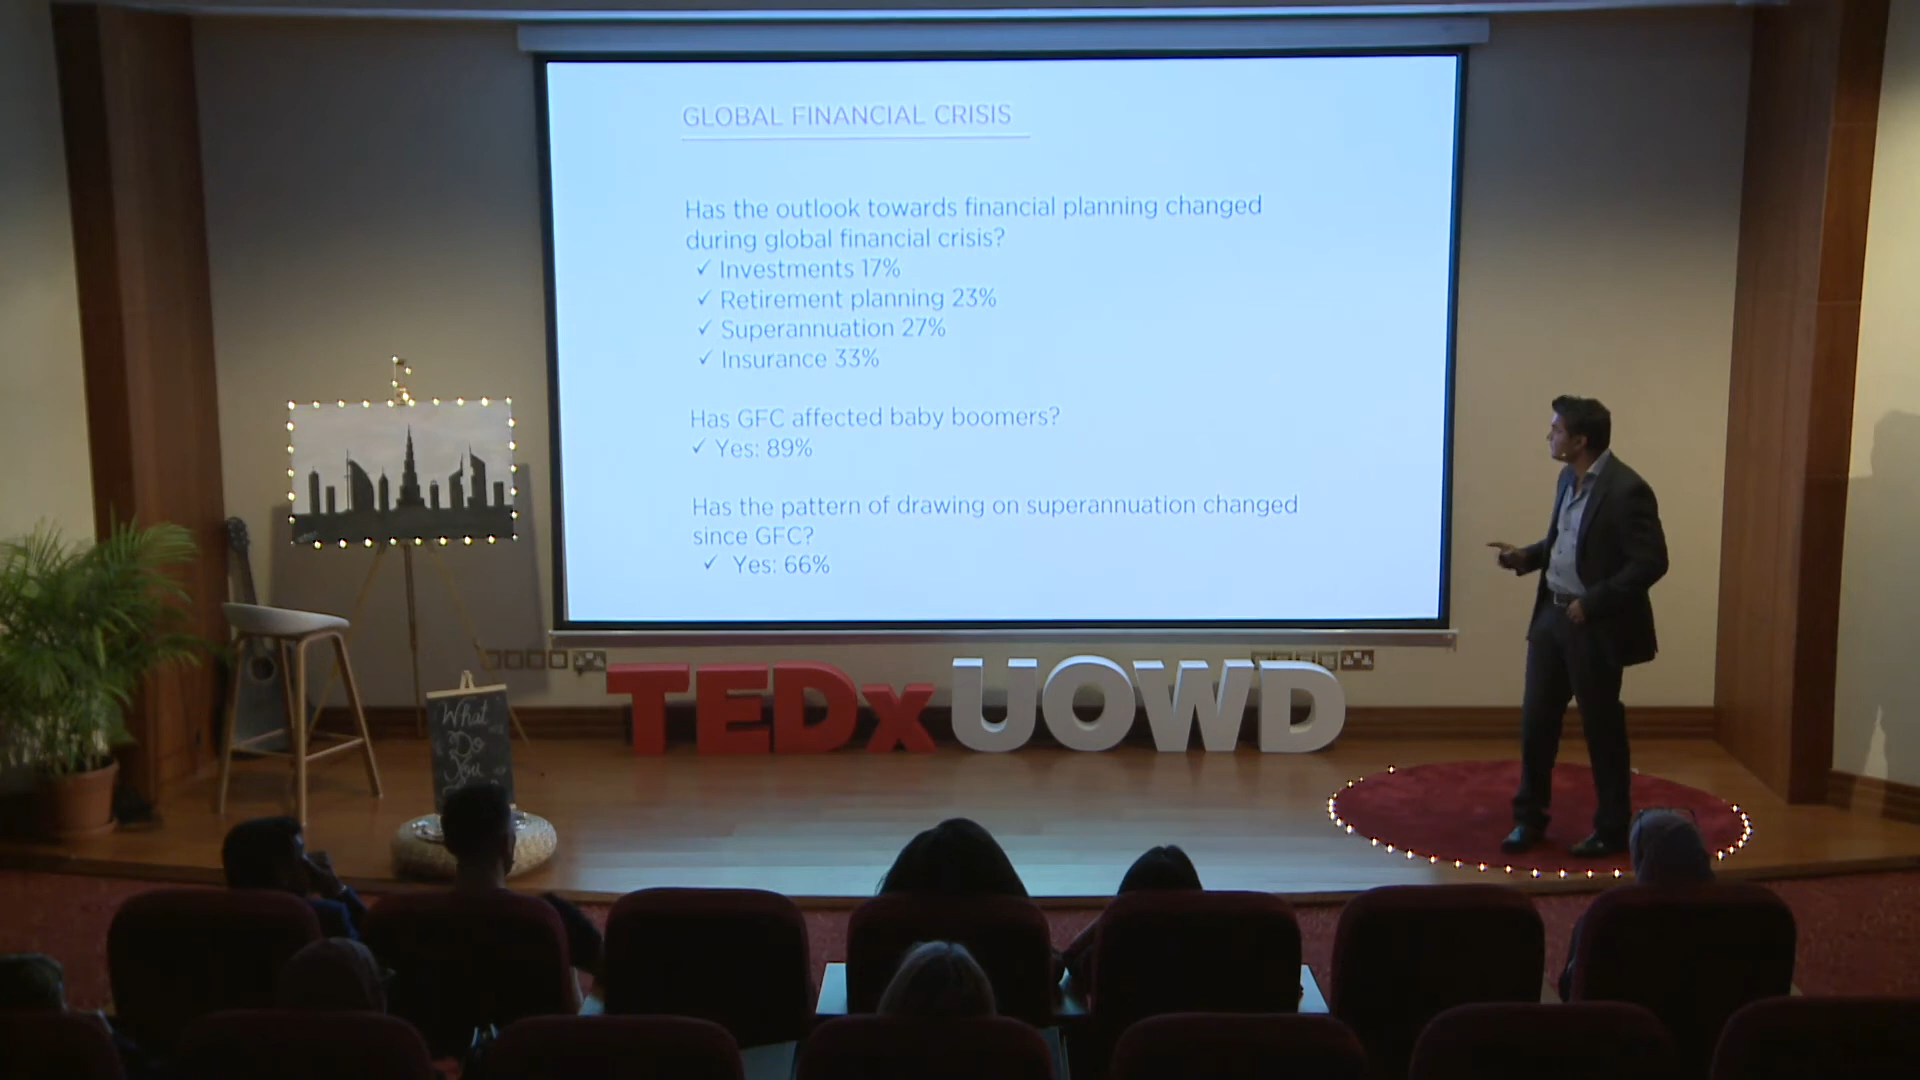 GLOBAL FINANCIAL CRISIS
Has the outlook towards financial planning changed
during global financial crisis?
✓ Investments 17%
✓ Retirement planning 23%
✓ Superannuation 27%
✓ Insurance 33%
Has GFC affected baby boomers?
✓ Yes: 89%
Has the pattern of drawing on superannuation changed
since GFC?
✓ Yes: 66%
TEDxUOWD
What
Do
You